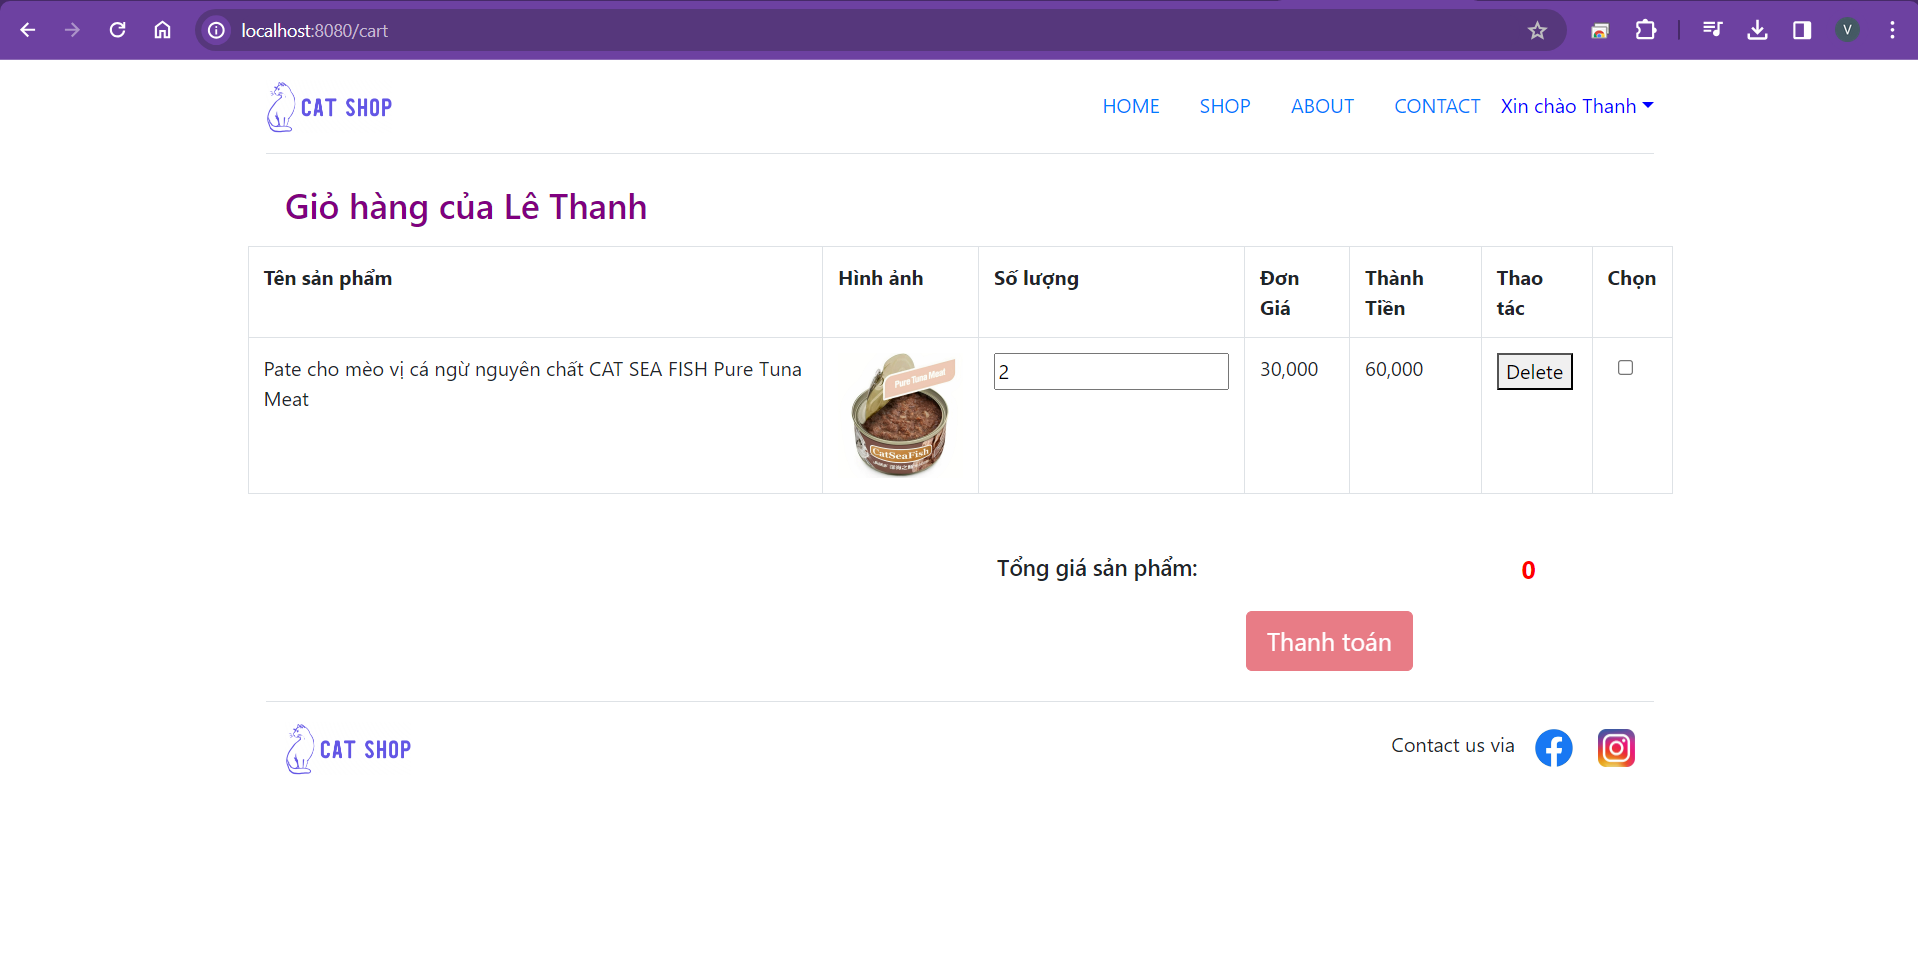 localhost:8080/cart
V
CAT SHOP
HOME SHOP ABOUT CONTACT Xin chào Thanh
Giỏ hàng của Lê Thanh
Tên sản phẩm
Hình ảnh
Số lượng
Đơn
Giá
Thành
Tiền
Thao
tác
Chọn
Pate cho mèo vị cá ngừ nguyên chất CAT SEA FISH Pure Tuna
Meat
Pure Tuna Meat
CatSeaFish
2
30,000
60,000
Delete
Tổng giá sản phẩm:
0
Thanh toán
CAT SHOP
Contact us via